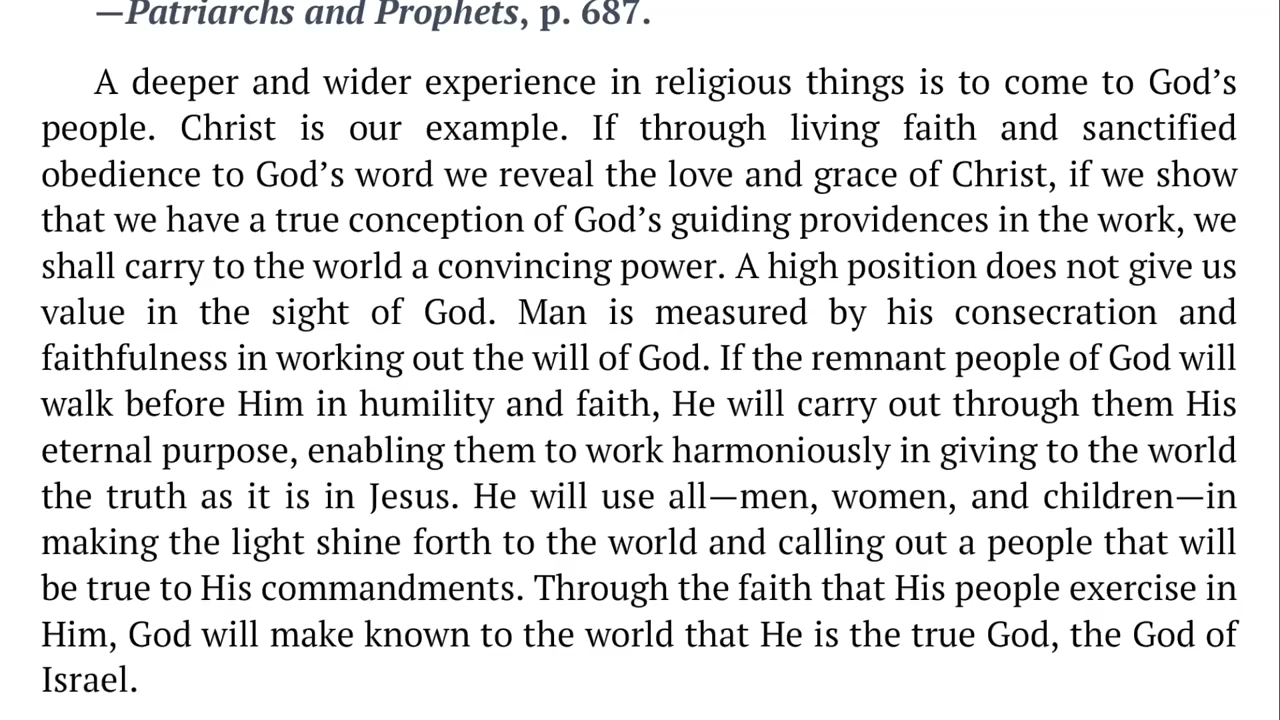 —Patriarchs and Prophets, p. 687.
A deeper and wider experience in religious things is to come to God’s
people. Christ is our example. If through living faith and sanctified
obedience to God’s word we reveal the love and grace of Christ, if we show
that we have a true conception of God’s guiding providences in the work, we
shall carry to the world a convincing power. A high position does not give us
value in the sight of God. Man is measured by his consecration and
faithfulness in working out the will of God. If the remnant people of God will
walk before Him in humility and faith, He will carry out through them His
eternal purpose, enabling them to work harmoniously in giving to the world
the truth as it is in Jesus. He will use all—men, women, and children—in
making the light shine forth to the world and calling out a people that will
be true to His commandments. Through the faith that His people exercise in
Him, God will make known to the world that He is the true God, the God of
Israel.